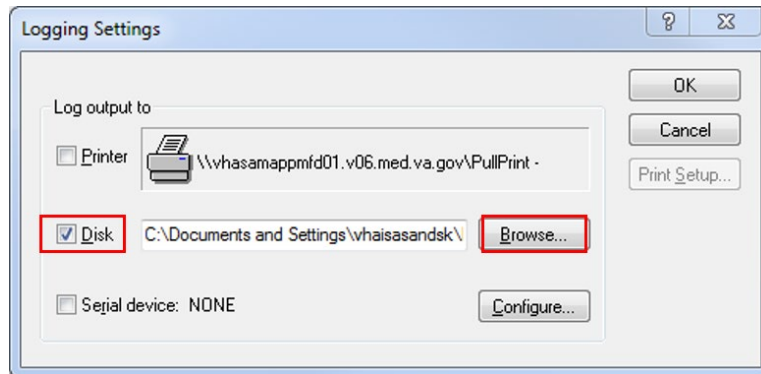 Logging Settings
OK
Log output to
Cancel
Printer
\\vhasamappmfd01.v06.med.va.gov\PullPrint -
Print Setup...
Disk
C:\Documents and Settings\vhaisasandsk\
Browse...
Serial device: NONE
Configure...